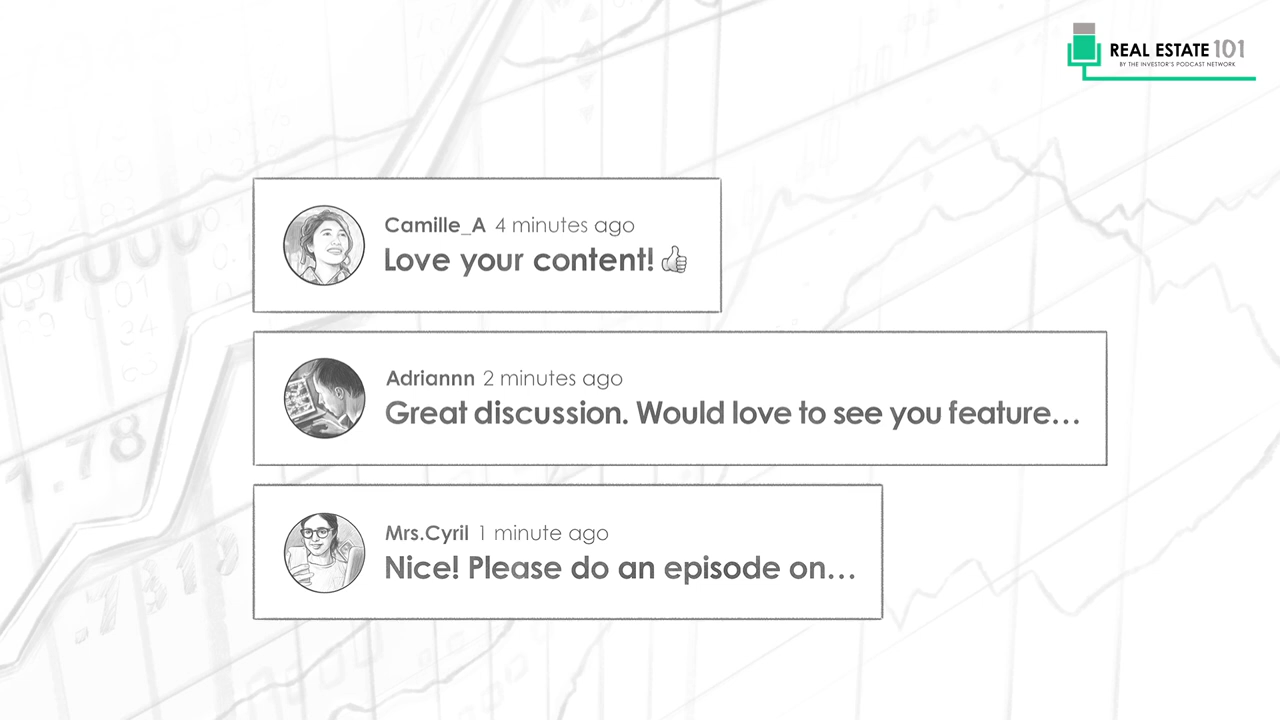 REAL ESTATE 101
BY THE INVESTOR'S PODCAST NETWORK
Camille_A 4 minutes ago
Love your content! 👍
Adriannn 2 minutes ago
Great discussion. Would love to see you feature...
Mrs.Cyril 1 minute ago
Nice! Please do an episode on...
1.78